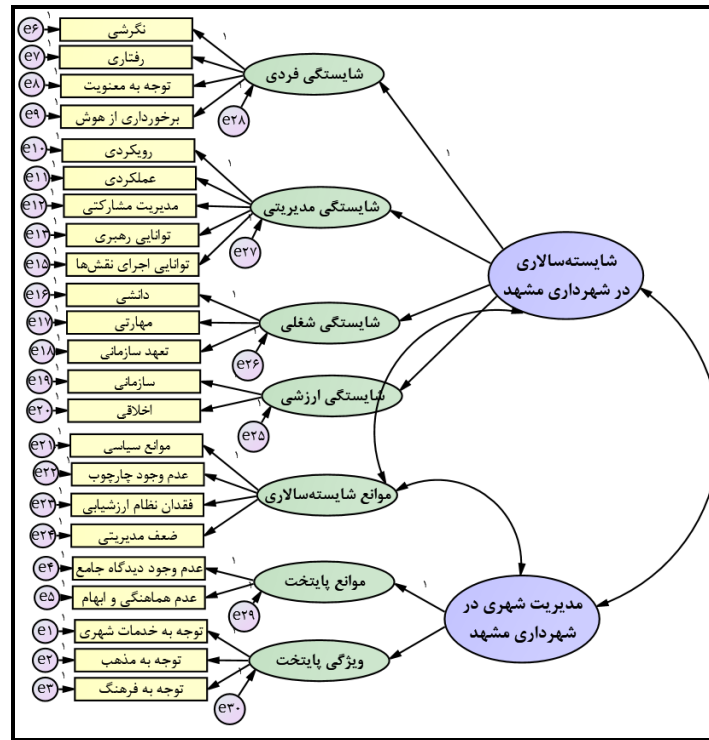 e۶ نگرشی
e۷ رفتاری
e۸ توجه به معنویت
e۹ برخورداری از هوش
شایستگی فردی
e۲۸
e۱۰ رویکردی
e۱۱ عملکردی
e۱۲ مدیریت مشارکتی
e۱۳ توانایی رهبری
e۱۵ توانایی اجرای نقش‌ها
شایستگی مدیریتی
e۲۷
شایسته‌سالاری
در شهرداری مشهد
e۱۶ دانشی
e۱۷ مهارتی
e۱۸ تعهد سازمانی
شایستگی شغلی
e۲۶
e۱۹ سازمانی
e۲۰ اخلاقی
شایستگی ارزشی
e۲۵
e۲۱ موانع سیاسی
e۲۲ عدم وجود چارچوب
e۲۳ فقدان نظام ارزشیابی
e۲۴ ضعف مدیریتی
موانع شایسته‌سالاری
e۴ عدم وجود دیدگاه جامع
e۵ عدم هماهنگی و ابهام
موانع پایتخت
e۲۹
مدیریت شهری در
شهرداری مشهد
e۱ توجه به خدمات شهری
e۲ توجه به مذهب
e۳ توجه به فرهنگ
ویژگی پایتخت
e۳۰